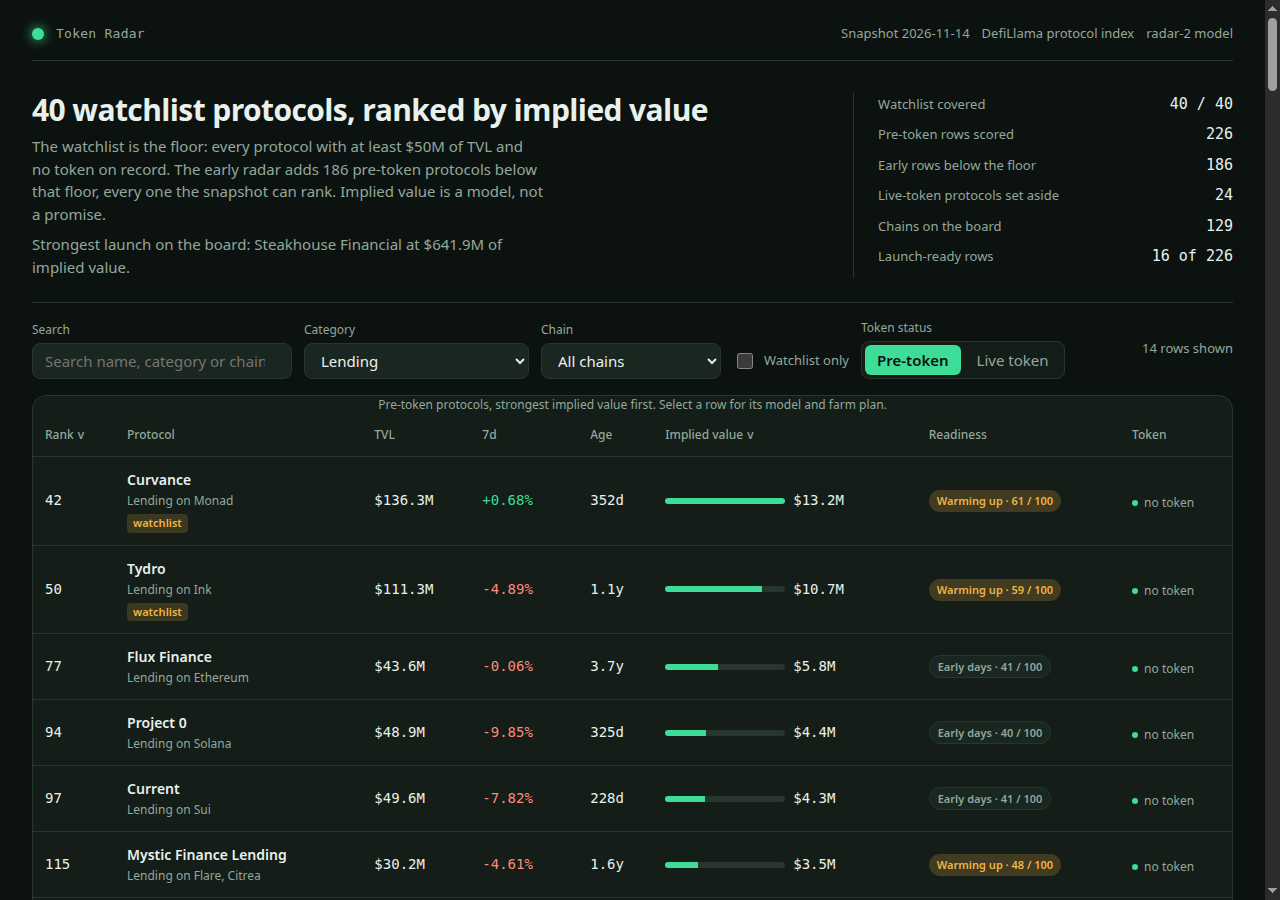 Token Radar
Snapshot 2026-11-14 DefiLlama protocol index radar-2 model
40 watchlist protocols, ranked by implied value
The watchlist is the floor: every protocol with at least $50M of TVL and
no token on record. The early radar adds 186 pre-token protocols below
that floor, every one the snapshot can rank. Implied value is a model, not
a promise.
Strongest launch on the board: Steakhouse Financial at $641.9M of
implied value.
Watchlist covered 40 / 40
Pre-token rows scored 226
Early rows below the floor 186
Live-token protocols set aside 24
Chains on the board 129
Launch-ready rows 16 of 226
Search Category Chain Token status
Search name, category or chain Lending All chains Watchlist only Pre-token Live token 14 rows shown
Pre-token protocols, strongest implied value first. Select a row for its model and farm plan.
Rank v Protocol TVL 7d Age Implied value v Readiness Token
42 Curvance $136.3M +0.68% 352d $13.2M Warming up · 61 / 100 no token
Lending on Monad
watchlist
50 Tydro $111.3M -4.89% 1.1y $10.7M Warming up · 59 / 100 no token
Lending on Ink
watchlist
77 Flux Finance $43.6M -0.06% 3.7y $5.8M Early days · 41 / 100 no token
Lending on Ethereum
94 Project 0 $48.9M -9.85% 325d $4.4M Early days · 40 / 100 no token
Lending on Solana
97 Current $49.6M -7.82% 228d $4.3M Early days · 41 / 100 no token
Lending on Sui
115 Mystic Finance Lending $30.2M -4.61% 1.6y $3.5M Warming up · 48 / 100 no token
Lending on Flare, Citrea